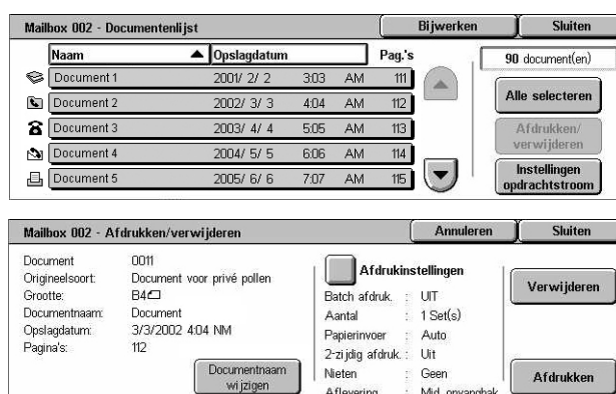 Mailbox 002 - Documentenlijst Bijwerken Sluiten
Naam Opslagdatum Pag.'s 90 document(en)
Document 1 2001/ 2/ 2 3:03 AM 111
Document 2 2002/ 3/ 3 4:04 AM 112
Document 3 2003/ 4/ 4 5:05 AM 113
Document 4 2004/ 5/ 5 6:06 AM 114
Document 5 2005/ 6/ 6 7:07 AM 115
Alle selecteren
Afdrukken/
verwijderen
Instellingen
opdrachtstroom
Mailbox 002 - Afdrukken/verwijderen Annuleren Sluiten
Document 0011
Origineelsoort: Document voor privé pollen
Grootte: B4
Documentnaam: Document
Opslagdatum: 3/3/2002 4:04 NM
Pagina's: 112
Documentnaam
wijzigen
Afdrukinstellingen
Batch afdruk. : UIT
Aantal : 1 Set(s)
Papierinvoer : Auto
2-zijdig afdruk. : Uit
Nieten : Geen
Aflevering : Mid. opvangbak
Verwijderen
Afdrukken